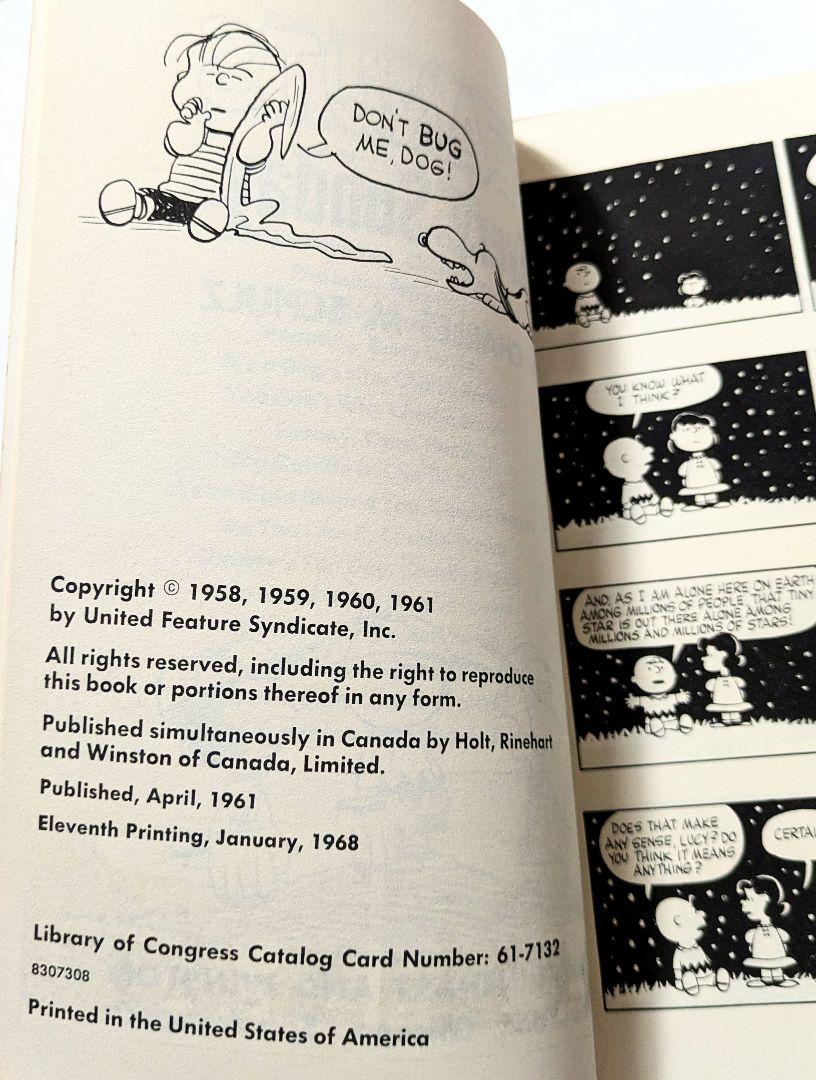 DON'T BUG
ME, DOG!
Copyright © 1958, 1959, 1960, 1961
by United Feature Syndicate, Inc.
All rights reserved, including the right to reproduce
this book or portions thereof in any form.
Published simultaneously in Canada by Holt, Rinehart
and Winston of Canada, Limited.
Published, April, 1961
Eleventh Printing, January, 1968
Library of Congress Catalog Card Number: 61-7132
8307308
Printed in the United States of America
YOU KNOW WHAT
I THINK?
AND, AS I AM ALONE HERE ON EARTH
AMONG MILLIONS OF PEOPLE, THAT TINY
STAR IS OUT THERE ALONE AMONG
MILLIONS AND MILLIONS OF STARS!
DOES THAT MAKE
ANY SENSE, LUCY? DO
YOU THINK IT MEANS
ANYTHING?